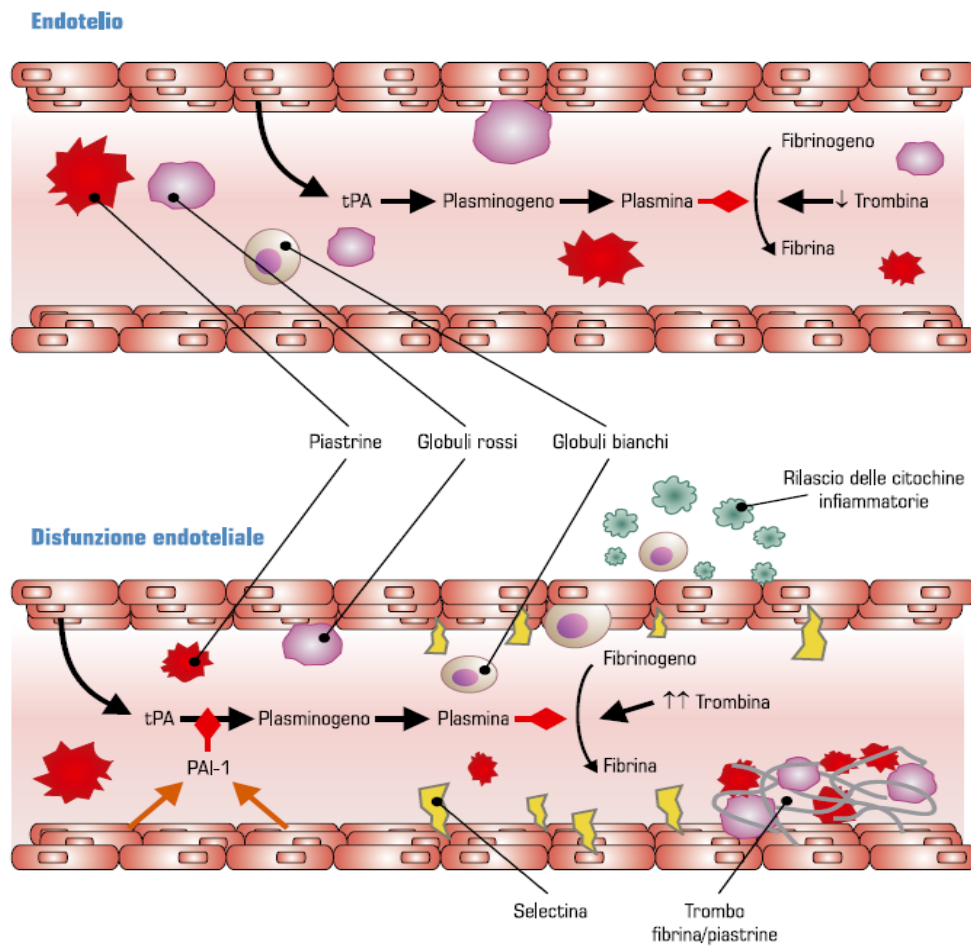 Endotelio
Fibrinogeno
tPA
Plasminogeno
Plasmina
↓ Trombina
Fibrina
Piastrine
Globuli rossi
Globuli bianchi
Rilascio delle citochine
infiammatorie
Disfunzione endoteliale
Fibrinogeno
tPA
Plasminogeno
Plasmina
↑↑ Trombina
PAI-1
Fibrina
Selectina
Trombo
fibrina/piastrine